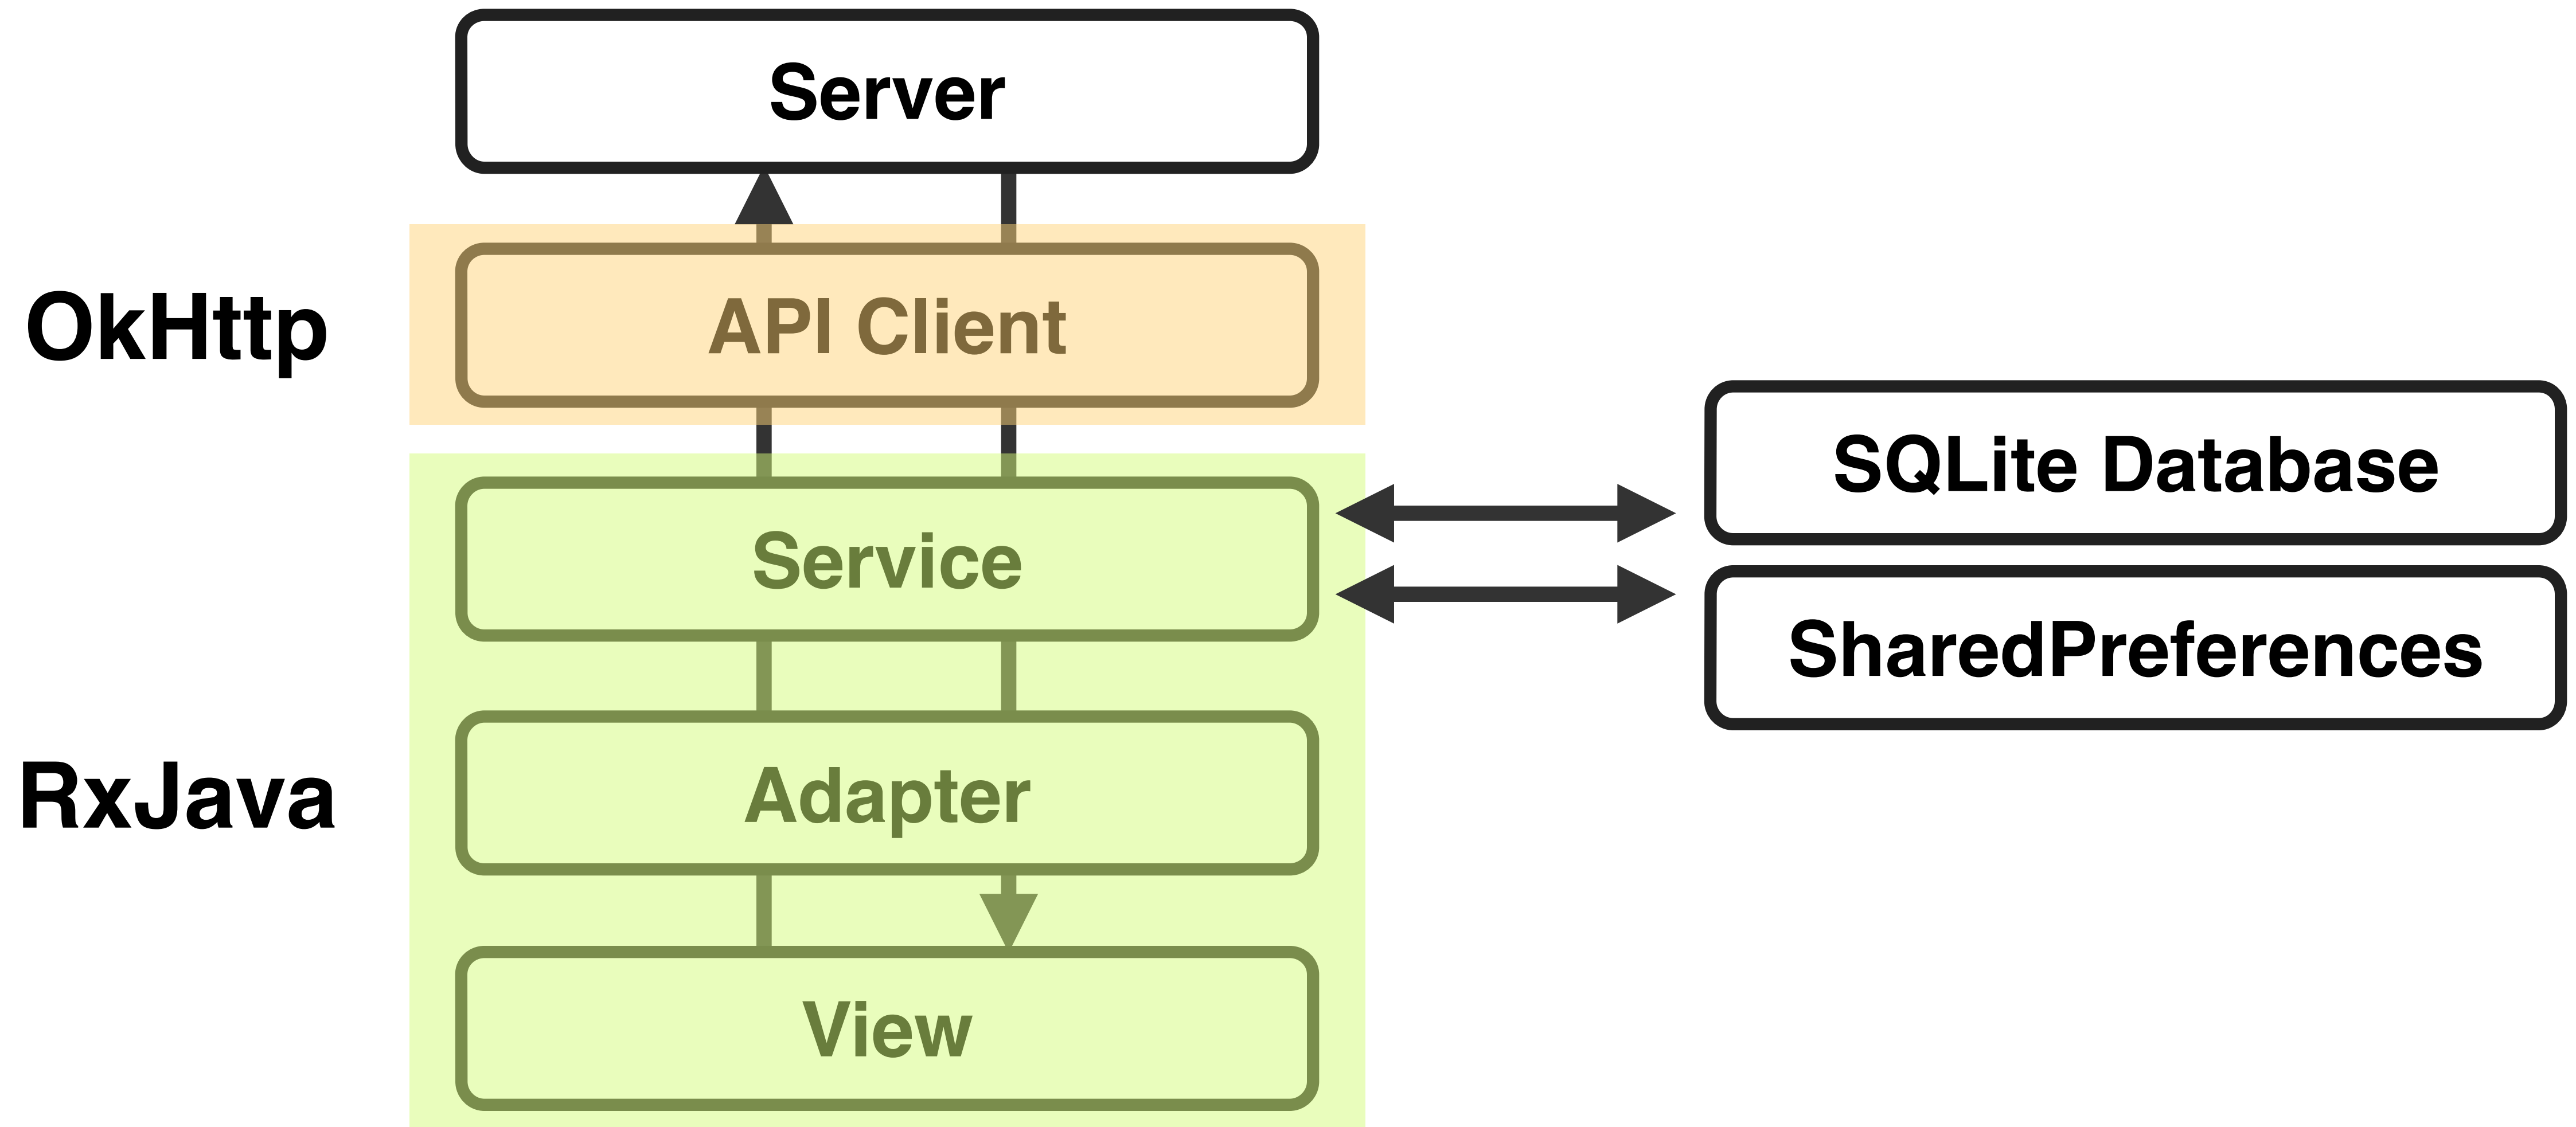 Server
OkHttp
API Client
SQLite Database
Service
SharedPreferences
RxJava
Adapter
View